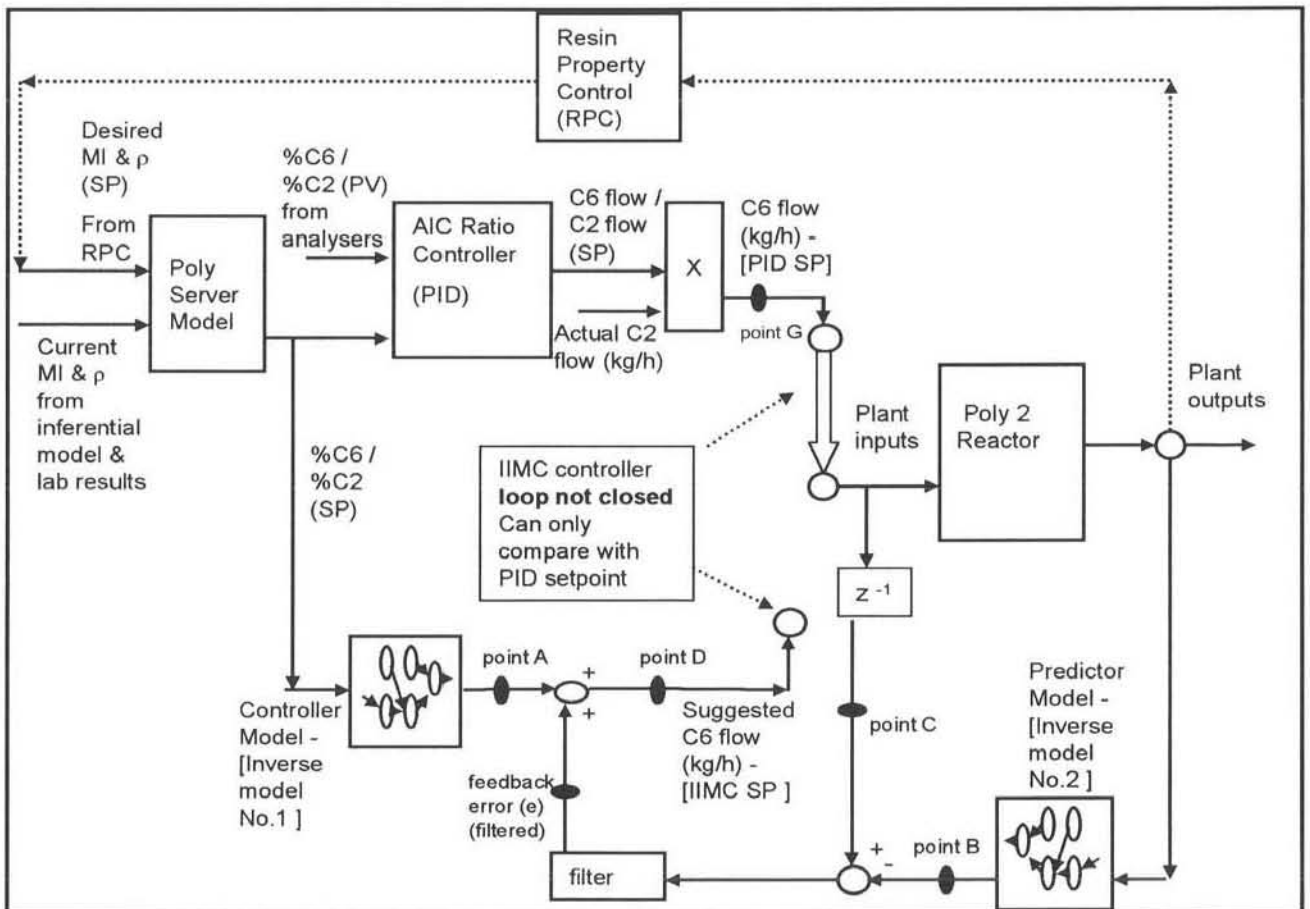 Resin
Property
Control
(RPC)
Desired
MI & ρ
(SP)
From
RPC
%C6 /
%C2 (PV)
from
analysers
C6 flow /
C2 flow
(SP)
C6 flow
(kg/h) -
[PID SP]
Poly
Server
Model
AIC Ratio
Controller
(PID)
X
point G
Actual C2
flow (kg/h)
Current
MI & ρ
from
inferential
model &
lab results
%C6 /
%C2
(SP)
IIMC controller
loop not closed
Can only
compare with
PID setpoint
Plant
inputs
Poly 2
Reactor
Plant
outputs
z -1
point A
+
+
point D
Controller
Model -
[Inverse
model
No.1 ]
Suggested
C6 flow
(kg/h) -
[IIMC SP ]
point C
Predictor
Model -
[Inverse
model
No.2 ]
feedback
error (e)
(filtered)
filter
+
-
point B